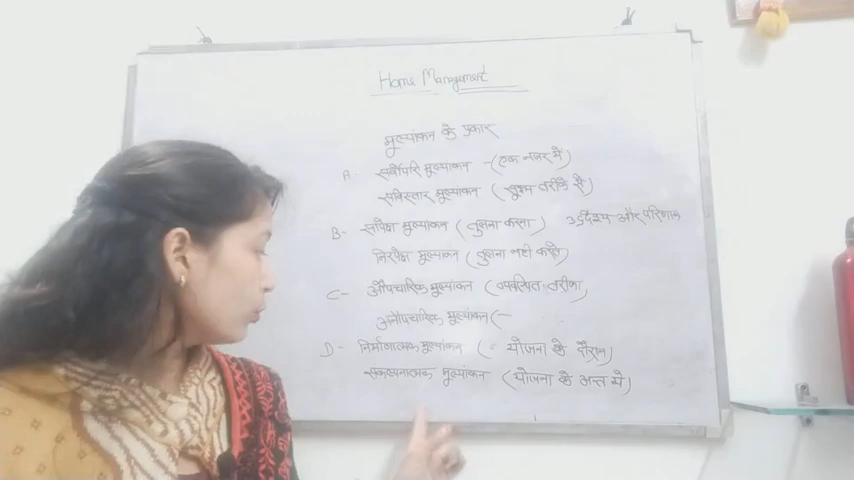 Home Management
मूल्यांकन के प्रकार
A- सर्वोपरि मूल्यांकन - (एक नजर में)
सविस्तार मूल्यांकन (सूक्ष्म तरीके से)
B- सापेक्ष मूल्यांकन (तुलना करना) उद्देश्य और परिणाम
निरपेक्ष मूल्यांकन (तुलना नही करते)
C- औपचारिक मूल्यांकन (व्यवस्थित तरीका,
अनौपचारिक मूल्यांकन (-
D- निर्माणात्मक मूल्यांकन (= योजना के दौरान)
संकल्पनात्मक मूल्यांकन (योजना के अन्त मे)